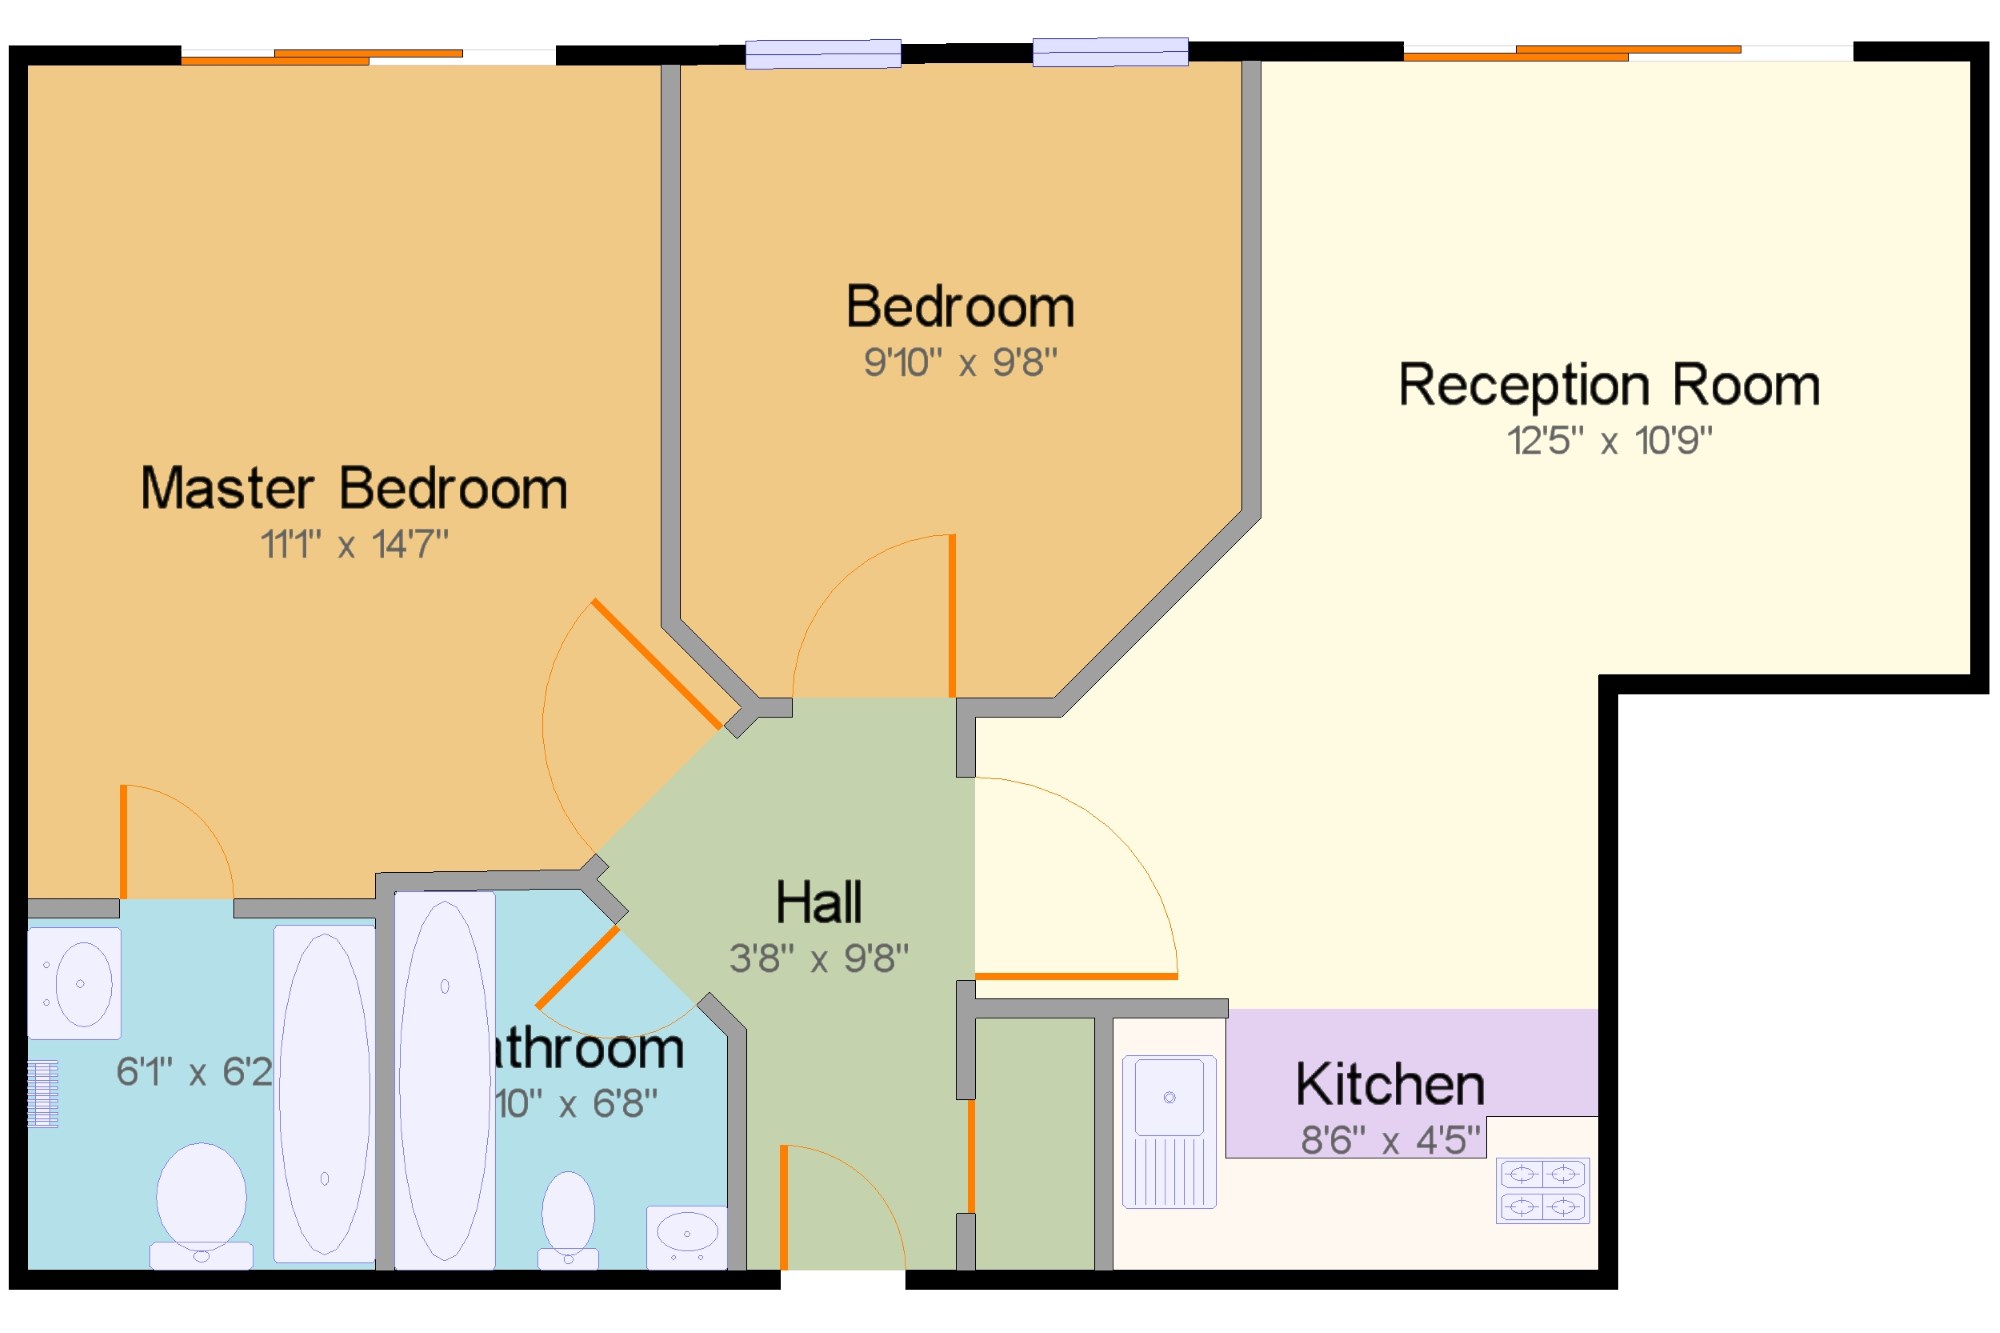 Bedroom
9'10" x 9'8"
Reception Room
12'5" x 10'9"
Master Bedroom
11'1" x 14'7"
Hall
3'8" x 9'8"
athroom
10" x 6'8"
6'1" x 6'2
Kitchen
8'6" x 4'5"